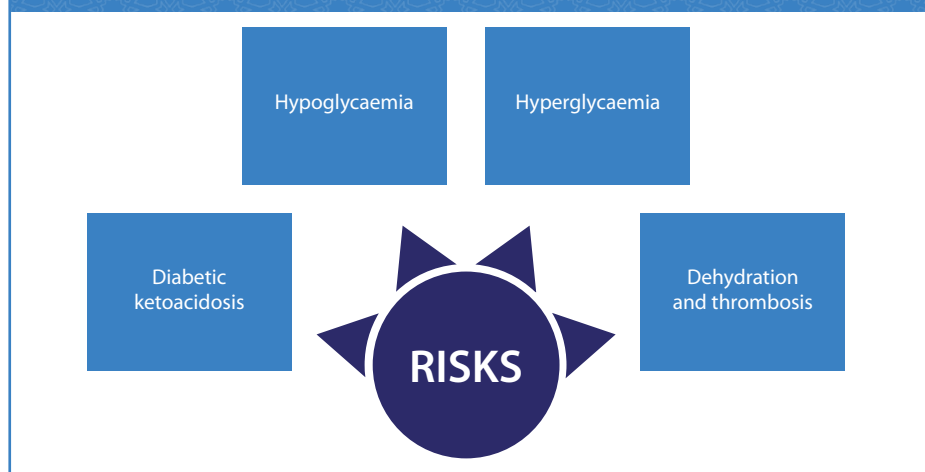 Hypoglycaemia
Hyperglycaemia
Diabetic
ketoacidosis
Dehydration
and thrombosis
RISKS